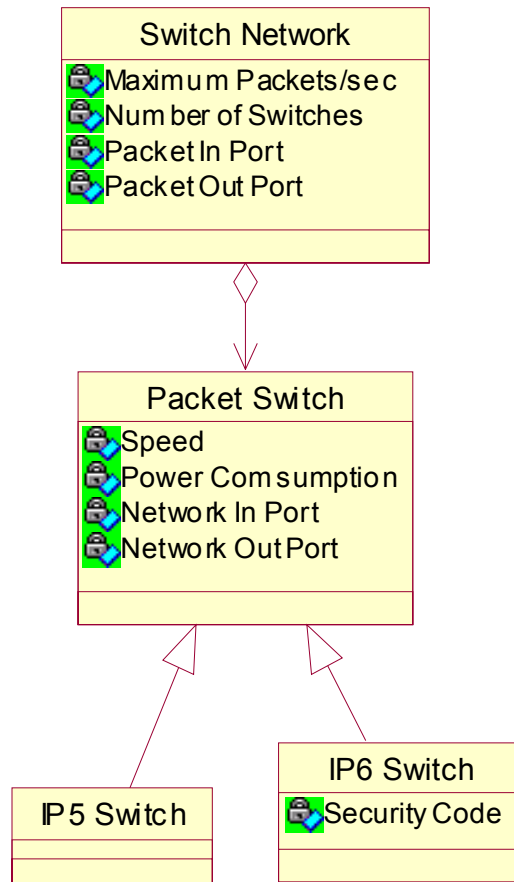 Switch Network
Maximum Packets/sec
Number of Switches
Packet In Port
Packet Out Port
Packet Switch
Speed
Power Comsumption
Network In Port
Network Out Port
IP5 Switch
IP6 Switch
Security Code